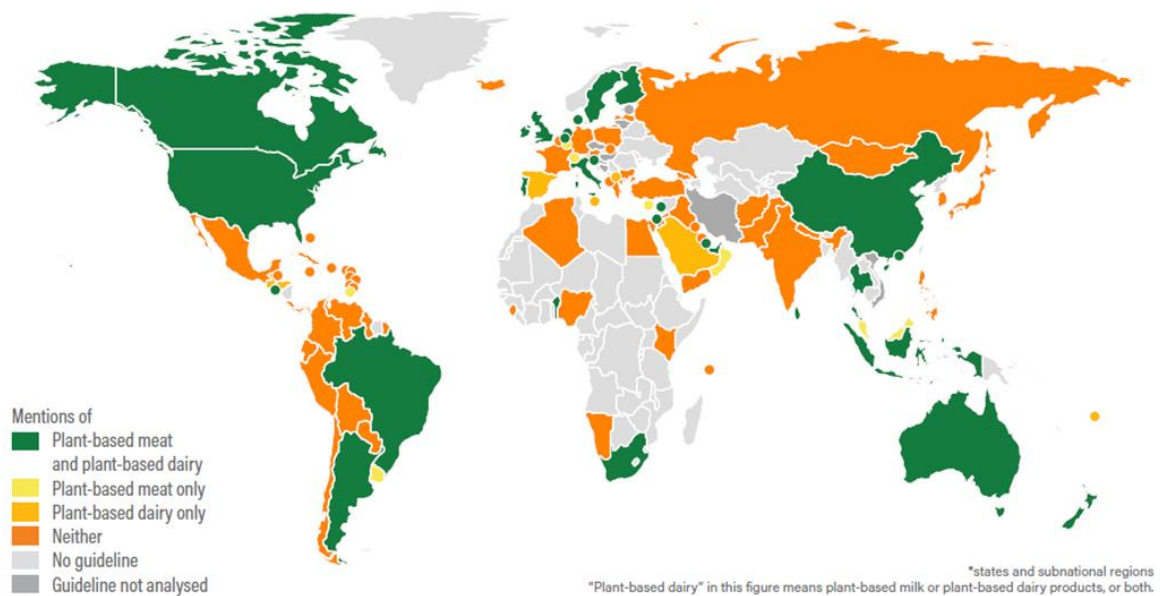 Mentions of
Plant-based meat
and plant-based dairy
Plant-based meat only
Plant-based dairy only
Neither
No guideline
Guideline not analysed
*states and subnational regions
"Plant-based dairy" in this figure means plant-based milk or plant-based dairy products, or both.